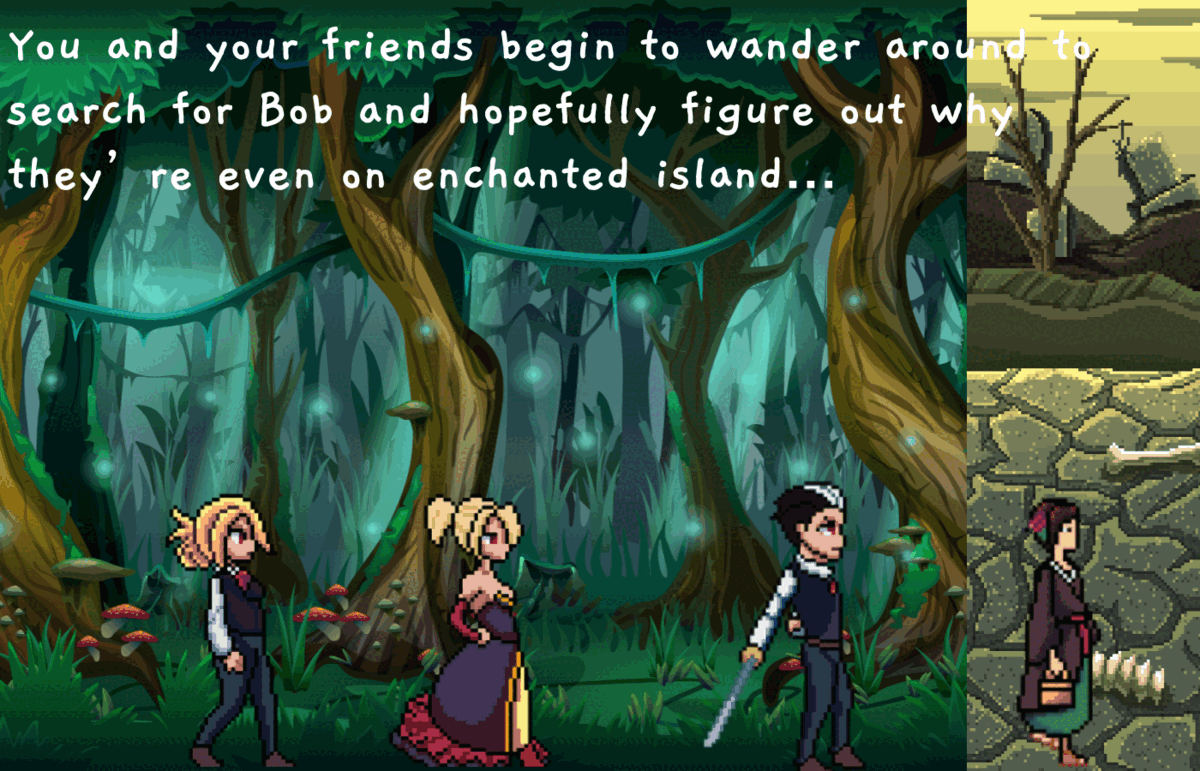 You and your friends begin to wander around to
search for Bob and hopefully figure out why
they’ re even on enchanted island...